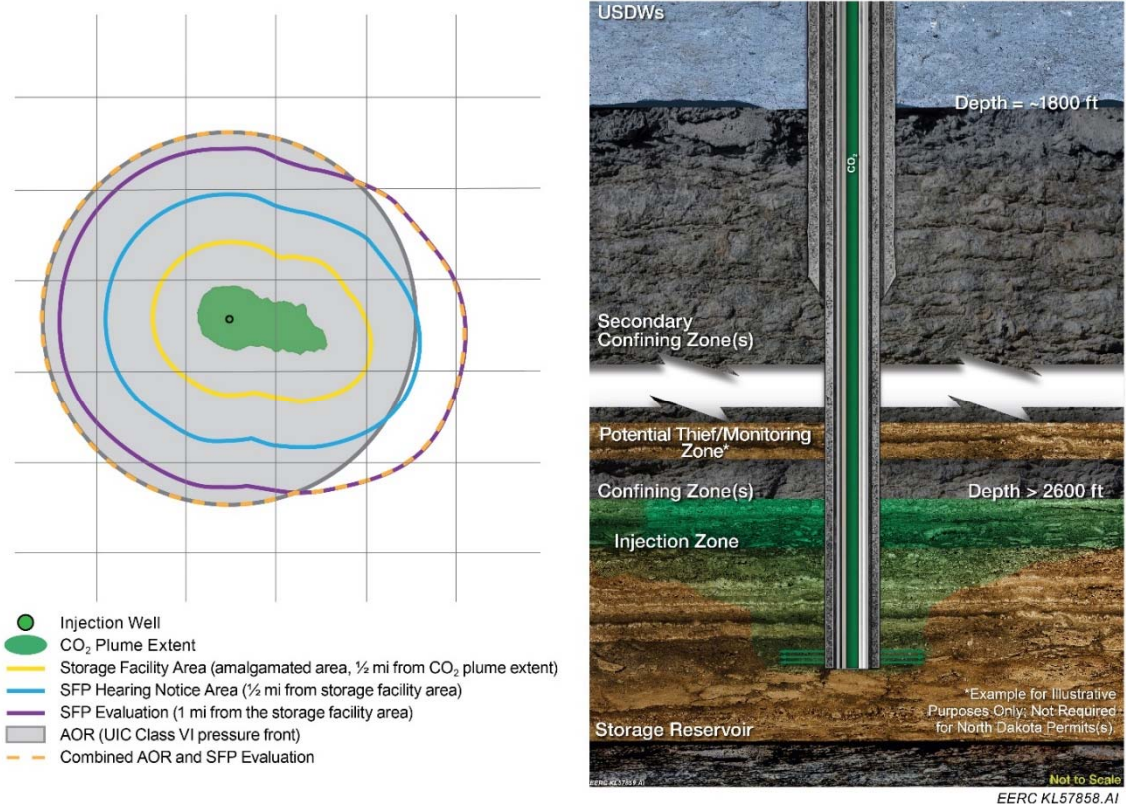 Injection Well
CO₂ Plume Extent
Storage Facility Area (amalgamated area, ½ mi from CO₂ plume extent)
SFP Hearing Notice Area (½ mi from storage facility area)
SFP Evaluation (1 mi from the storage facility area)
AOR (UIC Class VI pressure front)
Combined AOR and SFP Evaluation
USDWs
Depth = ~1800 ft
CO₂
Secondary
Confining Zone(s)
Potential Thief/Monitoring
Zone*
Confining Zone(s)
Depth > 2600 ft
Injection Zone
*Example for Illustrative
Purposes Only; Not Required
for North Dakota Permits(s).
Storage Reservoir
Not to Scale
EERC KL57859.AI
EERC KL57858.AI